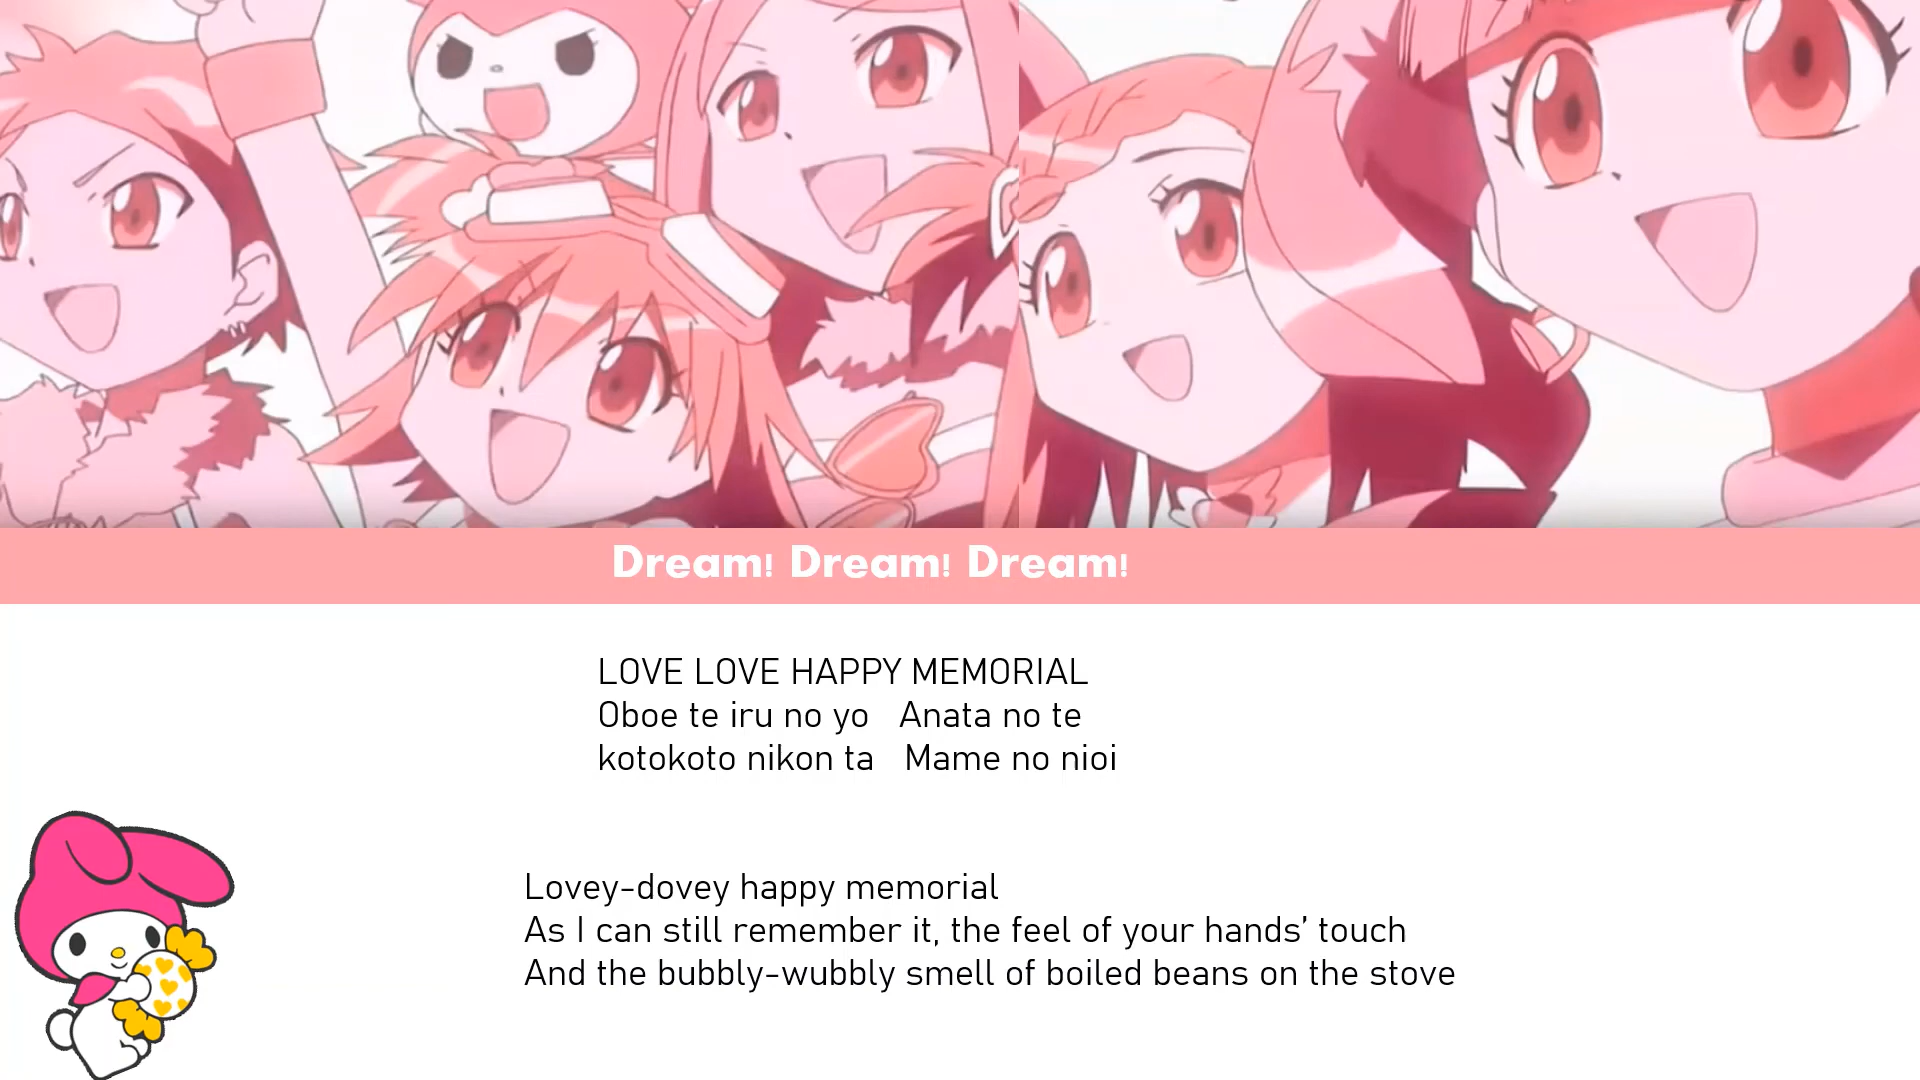 Dream! Dream! Dream!
LOVE LOVE HAPPY MEMORIAL
Oboe te iru no yo   Anata no te
kotokoto nikon ta   Mame no nioi
Lovey-dovey happy memorial
As I can still remember it, the feel of your hands’ touch
And the bubbly-wubbly smell of boiled beans on the stove